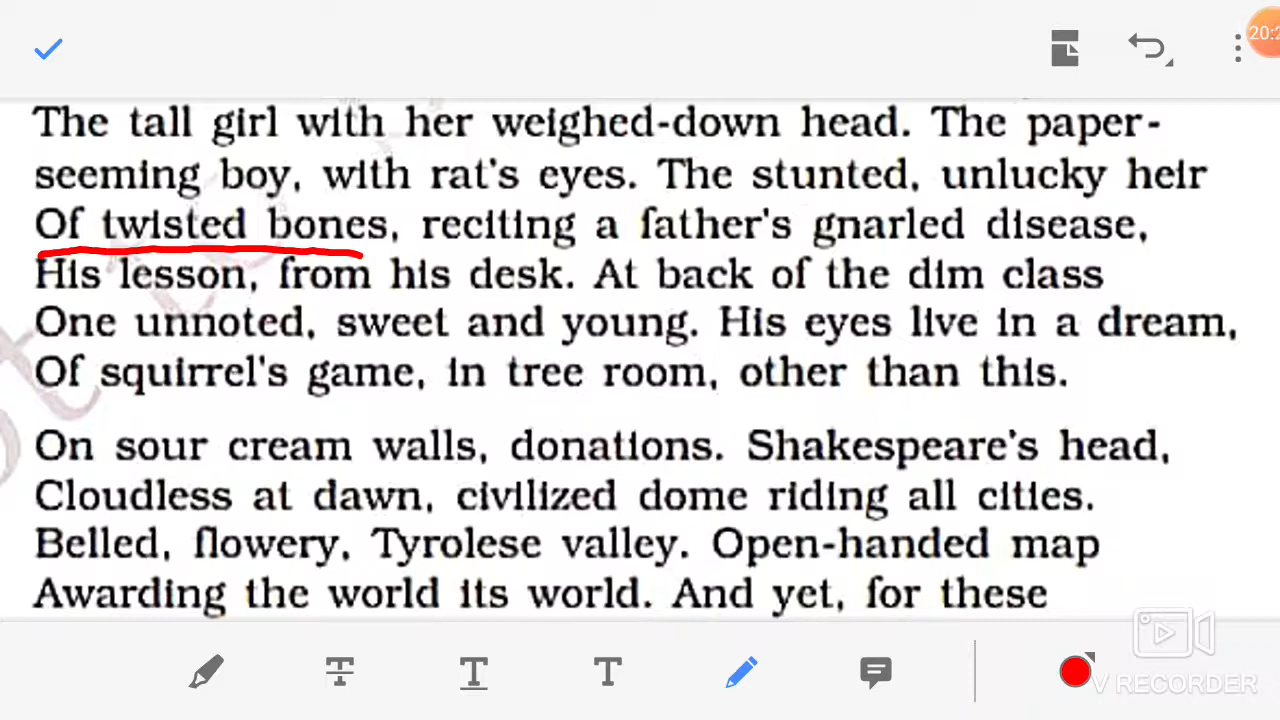 20:2
The tall girl with her weighed-down head. The paper-
seeming boy, with rat's eyes. The stunted, unlucky heir
Of twisted bones, reciting a father's gnarled disease,
His lesson, from his desk. At back of the dim class
One unnoted, sweet and young. His eyes live in a dream,
Of squirrel's game, in tree room, other than this.
On sour cream walls, donations. Shakespeare's head,
Cloudless at dawn, civilized dome riding all cities.
Belled, flowery, Tyrolese valley. Open-handed map
Awarding the world its world. And yet, for these
V RECORDER